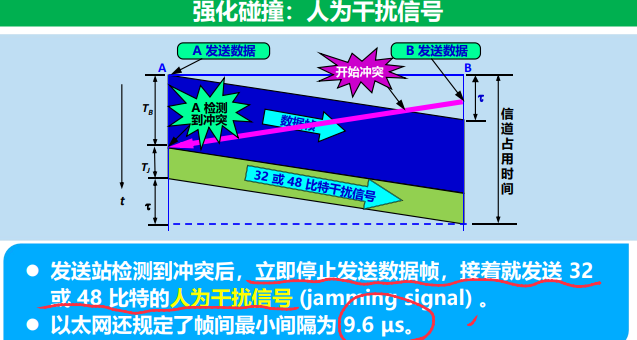 强化碰撞：人为干扰信号
A 发送数据
B 发送数据
A
B
开始冲突
τ
T_B
A 检测
到冲突
数据帧
信道占用时间
T_J
32 或 48 比特干扰信号
t
τ
● 发送站检测到冲突后，立即停止发送数据帧，接着就发送 32
或 48 比特的人为干扰信号 (jamming signal) 。
● 以太网还规定了帧间最小间隔为 9.6 μs。